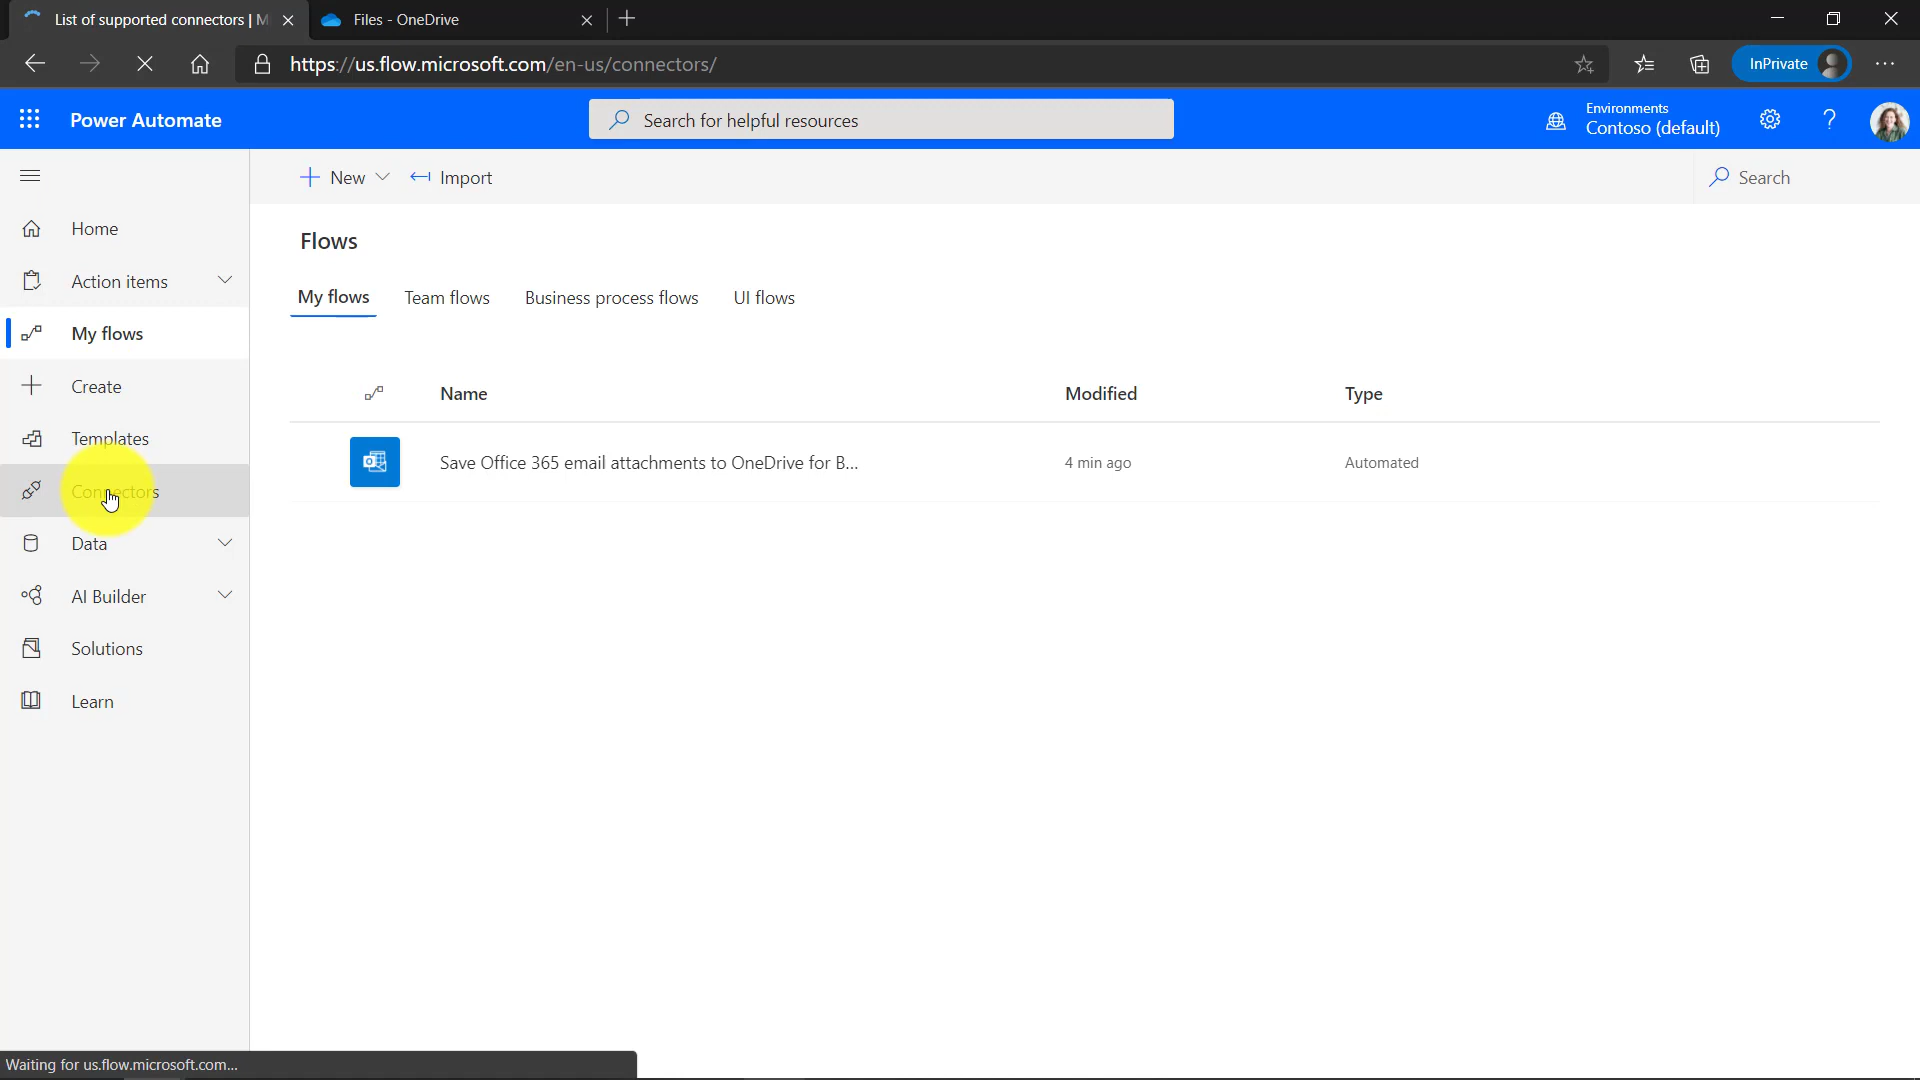 List of supported connectors | M
Files - OneDrive
https://us.flow.microsoft.com/en-us/connectors/
InPrivate
Power Automate
Search for helpful resources
Environments
Contoso (default)
New
Import
Search
Home
Action items
My flows
Create
Templates
Connectors
Data
AI Builder
Solutions
Learn
Flows
My flows
Team flows
Business process flows
UI flows
Name
Modified
Type
Save Office 365 email attachments to OneDrive for B...
4 min ago
Automated
Waiting for us.flow.microsoft.com...